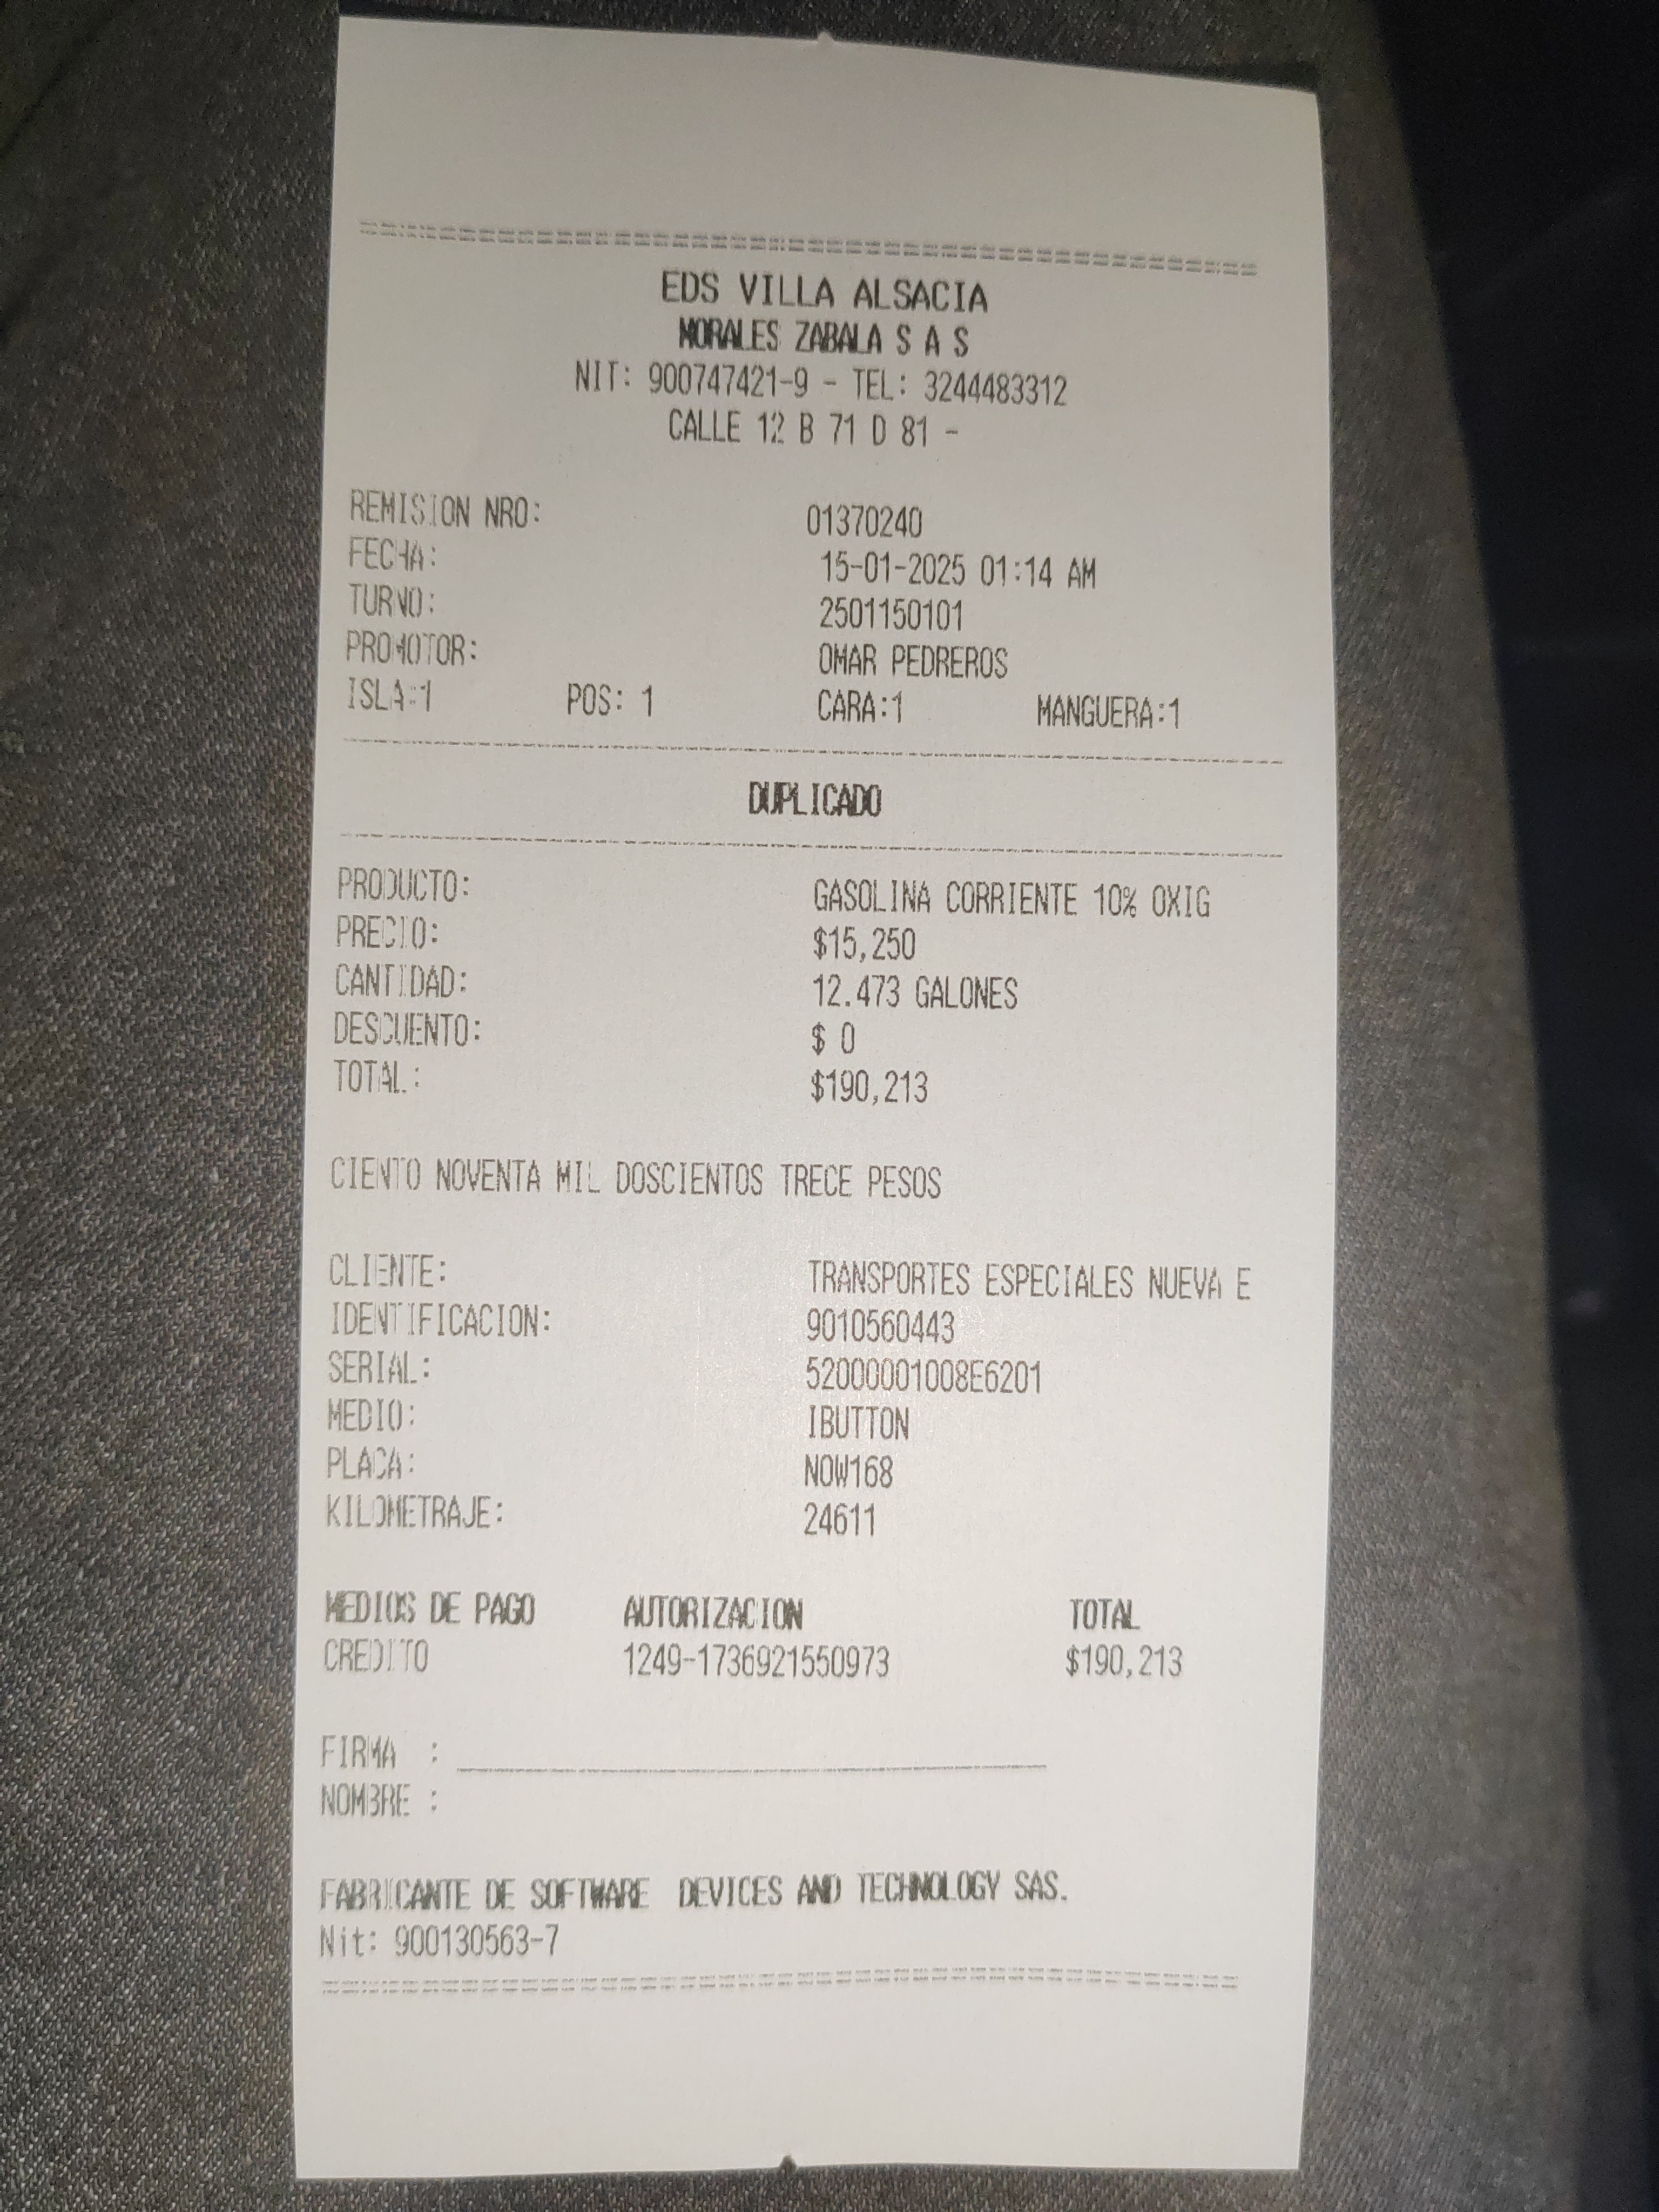 EDS VILLA ALSACIA
MORALES ZABALA S A S
NIT: 900747421-9 - TEL: 3244483312
CALLE 12 B 71 D 81 -
REMISION NRO: 01370240
FECHA: 15-01-2025 01:14 AM
TURNO: 2501150101
PROMOTOR: OMAR PEDREROS
ISLA:1 POS: 1 CARA:1 MANGUERA:1
DUPLICADO
PRODUCTO: GASOLINA CORRIENTE 10% OXIG
PRECIO: $15,250
CANTIDAD: 12.473 GALONES
DESCUENTO: $ 0
TOTAL: $190,213
CIENTO NOVENTA MIL DOSCIENTOS TRECE PESOS
CLIENTE: TRANSPORTES ESPECIALES NUEVA E
IDENTIFICACION: 9010560443
SERIAL: 52000001008E6201
MEDIO: IBUTTON
PLACA: NOW168
KILOMETRAJE: 24611
MEDIOS DE PAGO AUTORIZACION TOTAL
CREDITO 1249-1736921550973 $190,213
FIRMA :
NOMBRE :
FABRICANTE DE SOFTWARE DEVICES AND TECHNOLOGY SAS.
Nit: 900130563-7